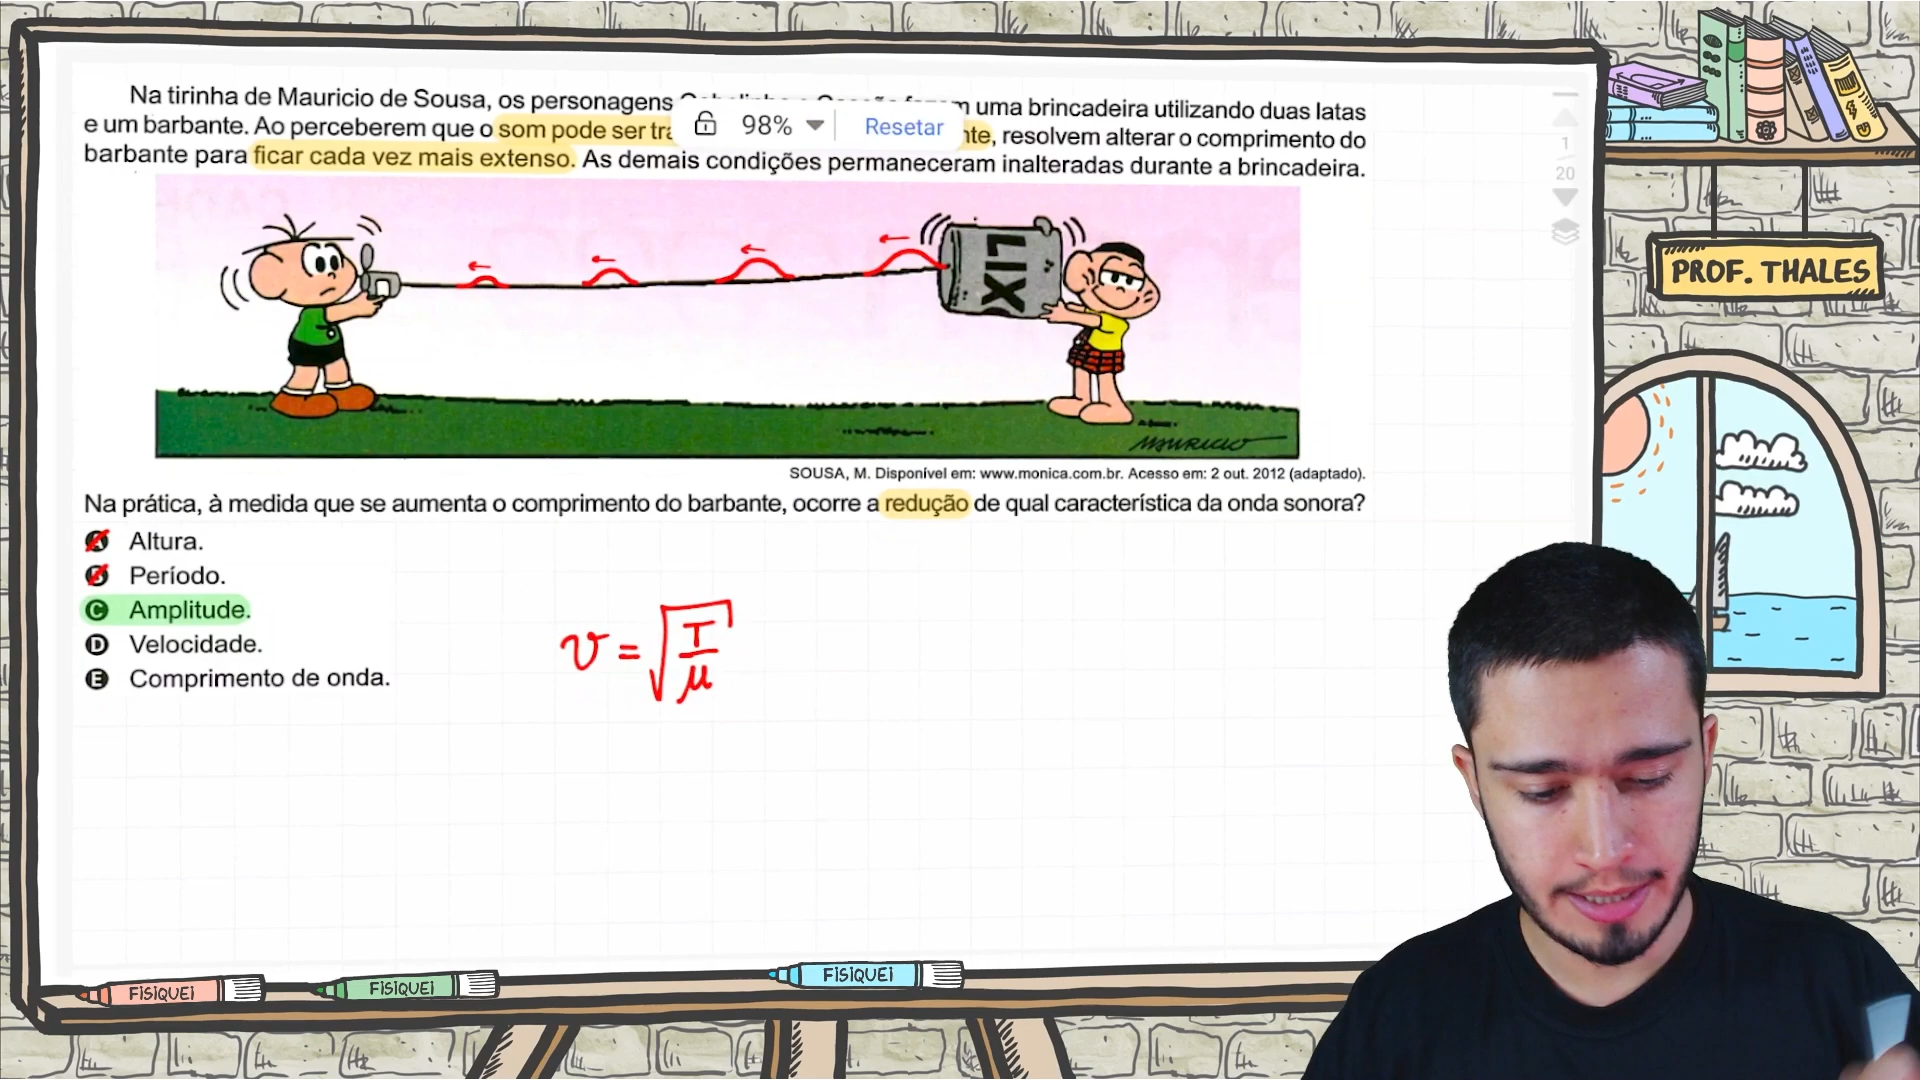 Na tirinha de Mauricio de Sousa, os personagens uma brincadeira utilizando duas latas
e um barbante. Ao perceberem que o som pode ser tra nte, resolvem alterar o comprimento do
barbante para ficar cada vez mais extenso. As demais condições permaneceram inalteradas durante a brincadeira.
98% Resetar
1
20
LIX
PROF. THALES
MAURICIO
SOUSA, M. Disponível em: www.monica.com.br. Acesso em: 2 out. 2012 (adaptado).
Na prática, à medida que se aumenta o comprimento do barbante, ocorre a redução de qual característica da onda sonora?
A Altura.
B Período.
C Amplitude.
D Velocidade.
E Comprimento de onda.
v = √T/μ
FISIQUEI
FISIQUEI
FISIQUEI